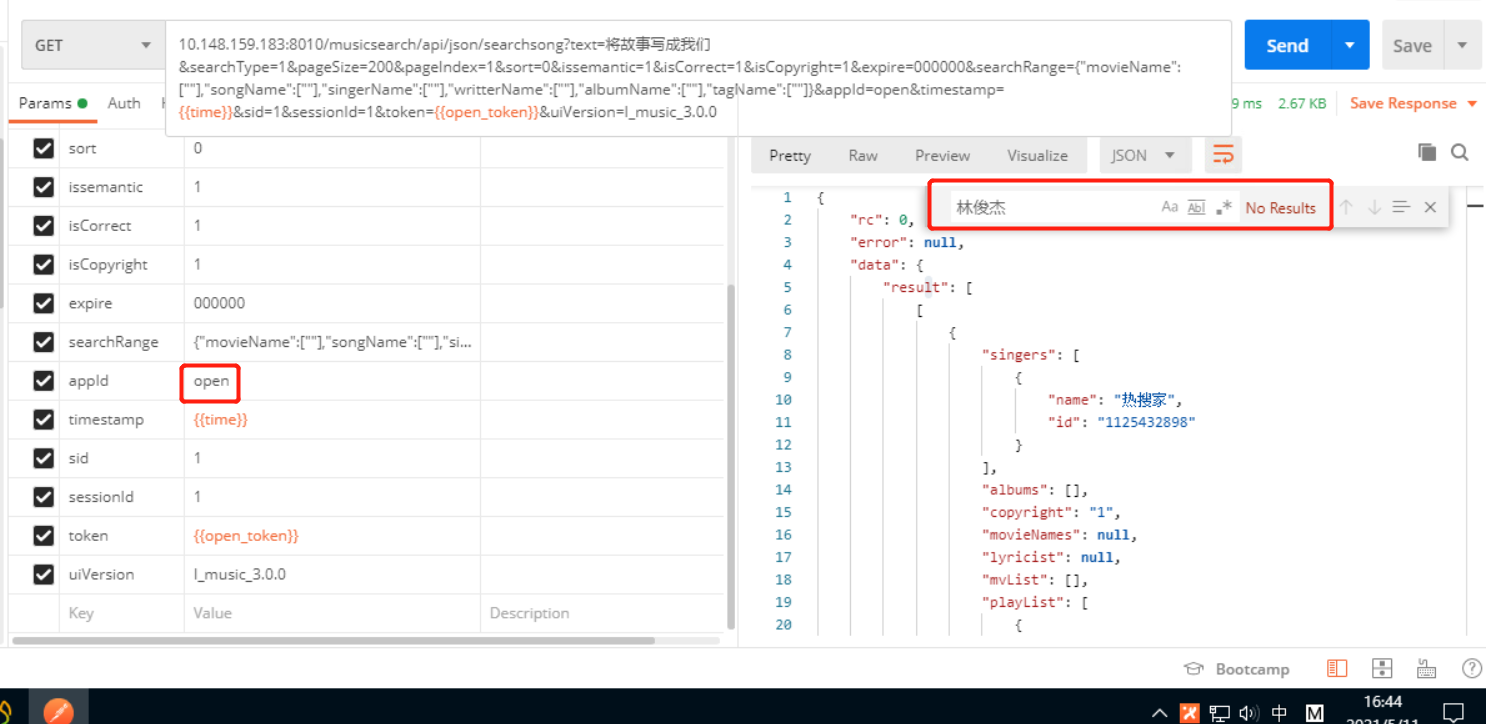 GET
10.148.159.183:8010/musicsearch/api/json/searchsong?text=将故事写成我们
&searchType=1&pageSize=200&pageIndex=1&sort=0&issemantic=1&isCorrect=1&isCopyright=1&expire=000000&searchRange={"movieName":
[""],"songName":[""],"singerName":[""],"writterName":[""],"albumName":[""],"tagName":[""]}&appId=open&timestamp=
{{time}}&sid=1&sessionId=1&token={{open_token}}&uiVersion=l_music_3.0.0
Send
Save
Params
Auth
9 ms
2.67 KB
Save Response
sort 0
issemantic 1
isCorrect 1
isCopyright 1
expire 000000
searchRange {"movieName":[""],"songName":[""],"si...
appId open
timestamp {{time}}
sid 1
sessionId 1
token {{open_token}}
uiVersion l_music_3.0.0
Key Value Description
Pretty Raw Preview Visualize JSON
林俊杰 Aa Abl .* No Results
1 {
2 "rc": 0,
3 "error": null,
4 "data": {
5 "result": [
6 [
7 {
8 "singers": [
9 {
10 "name": "热搜家",
11 "id": "1125432898"
12 }
13 ],
14 "albums": [],
15 "copyright": "1",
16 "movieNames": null,
17 "lyricist": null,
18 "mvList": [],
19 "playList": [
20 {
Bootcamp
中 M
16:44
2021/5/11